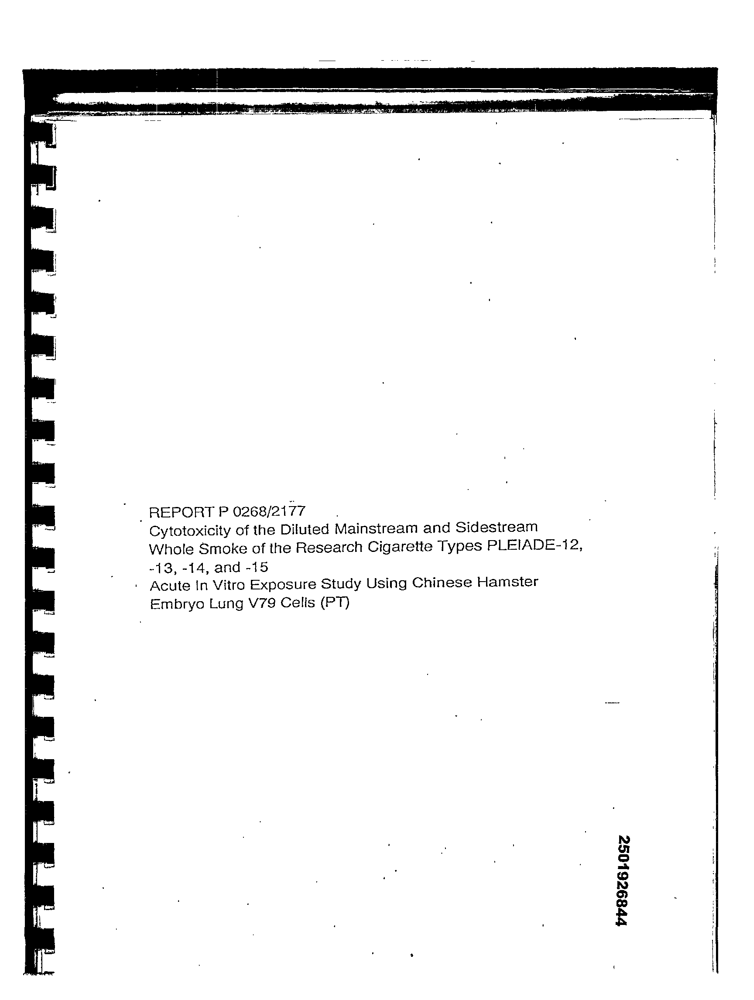 REPORT P 0268/2177
Cytotoxicity of the Diluted Mainstream and Sidestream
Whole Smoke of the Research Cigarette Types PLEIADE-12,
-13, -14, and -15
Acute In Vitro Exposure Study Using Chinese Hamster
Embryo Lung V79 Cells (PT)
2501926844